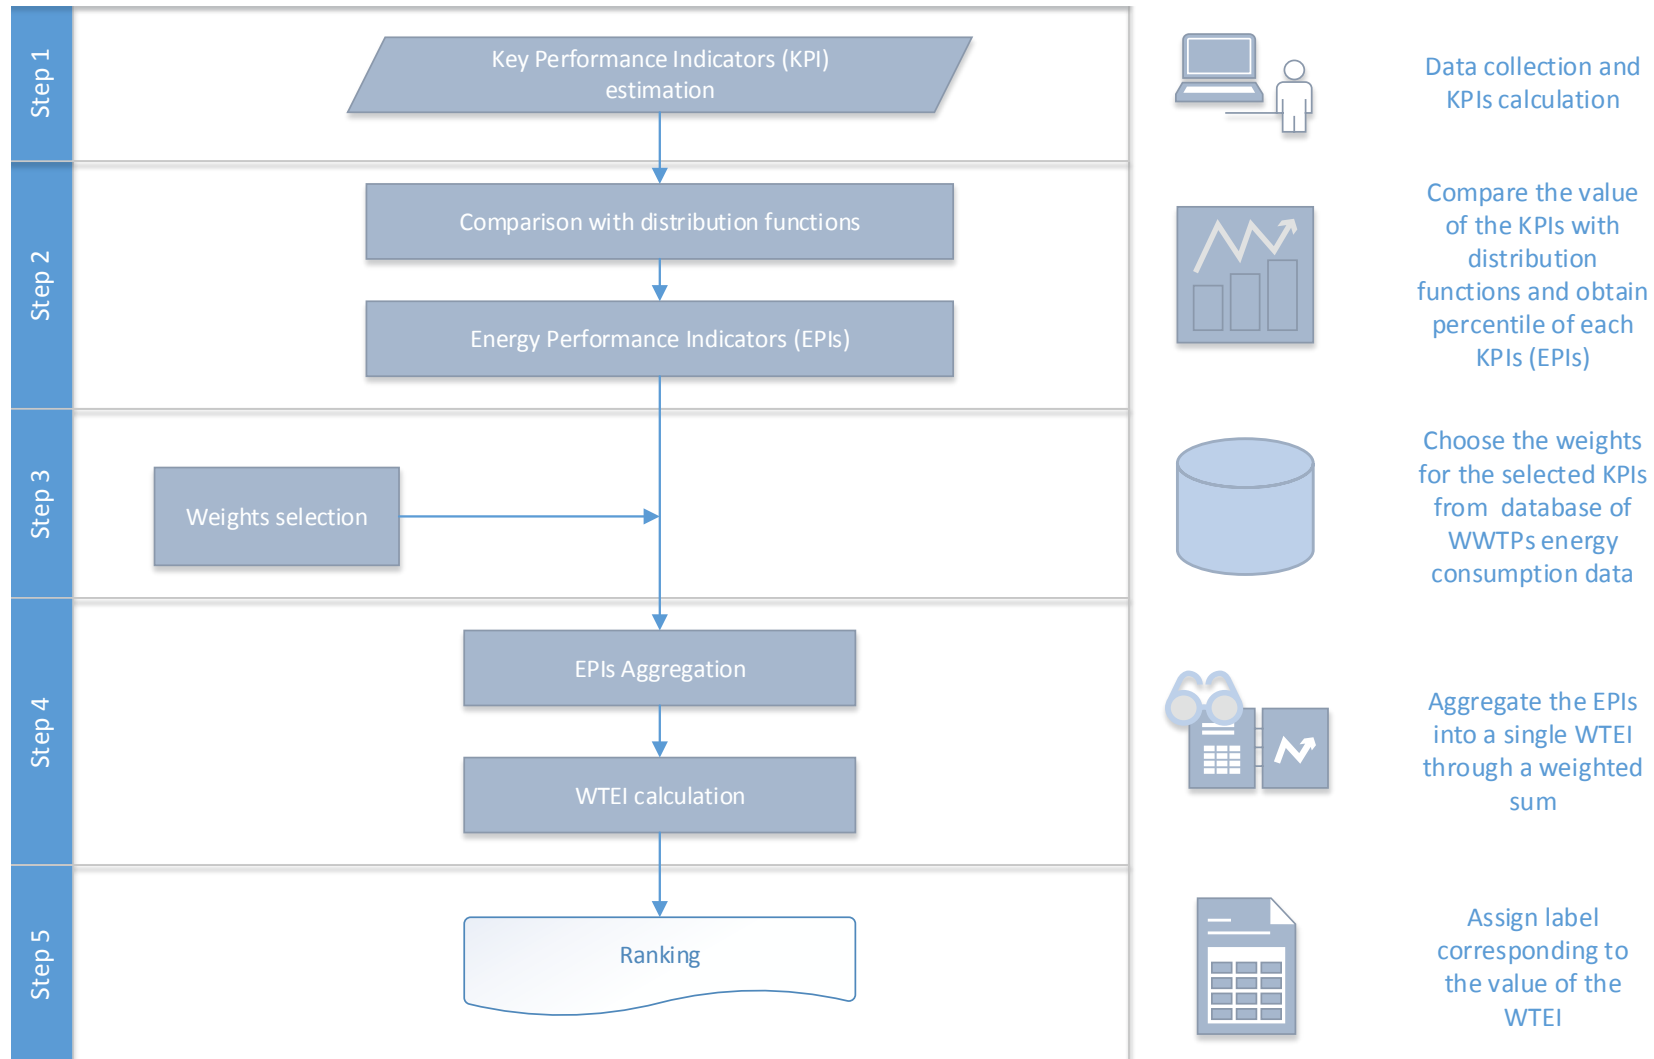 Step 1
Key Performance Indicators (KPI)
estimation
Data collection and
KPIs calculation
Step 2
Comparison with distribution functions
Energy Performance Indicators (EPIs)
Compare the value
of the KPIs with
distribution
functions and obtain
percentile of each
KPIs (EPIs)
Step 3
Weights selection
Choose the weights
for the selected KPIs
from database of
WWTPs energy
consumption data
Step 4
EPIs Aggregation
WTEI calculation
Aggregate the EPIs
into a single WTEI
through a weighted
sum
Step 5
Ranking
Assign label
corresponding to
the value of the
WTEI